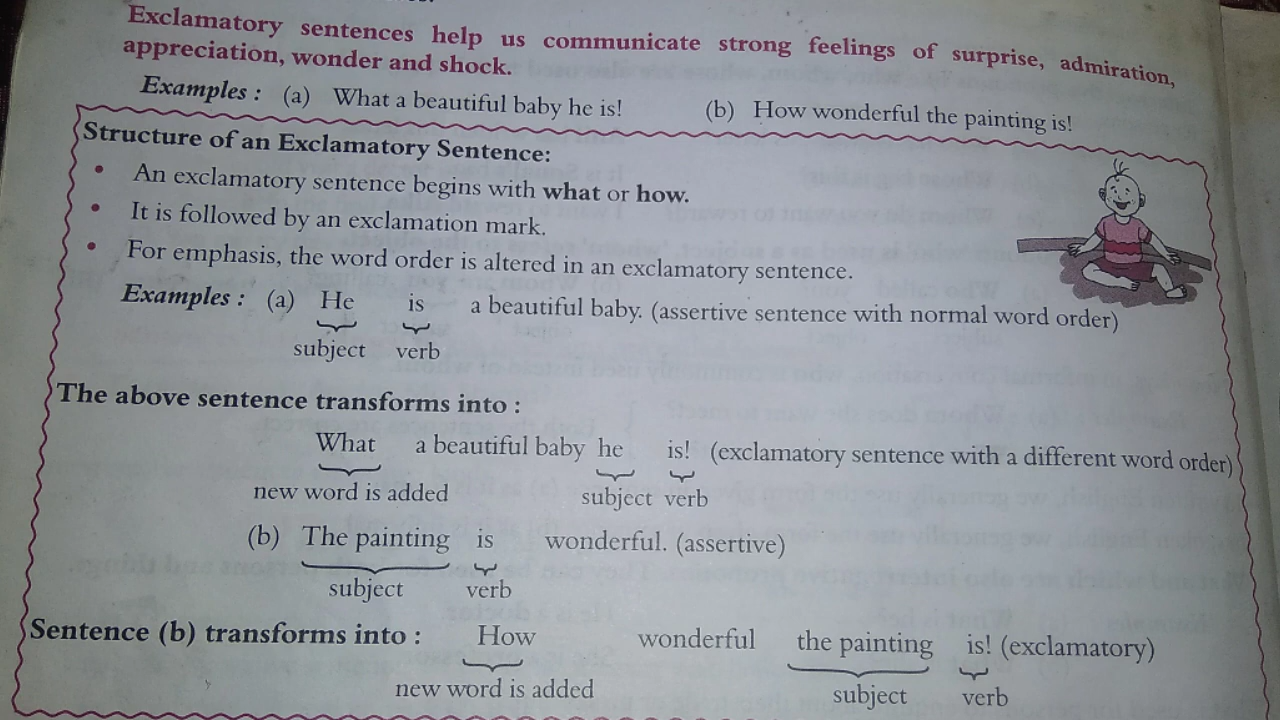 Exclamatory sentences help us communicate strong feelings of surprise, admiration,
appreciation, wonder and shock.
Examples : (a) What a beautiful baby he is! (b) How wonderful the painting is!
Structure of an Exclamatory Sentence:
• An exclamatory sentence begins with what or how.
• It is followed by an exclamation mark.
• For emphasis, the word order is altered in an exclamatory sentence.
Examples : (a) He is a beautiful baby. (assertive sentence with normal word order)
subject verb
The above sentence transforms into :
What a beautiful baby he is! (exclamatory sentence with a different word order)
new word is added subject verb
(b) The painting is wonderful. (assertive)
subject verb
Sentence (b) transforms into : How wonderful the painting is! (exclamatory)
new word is added subject verb